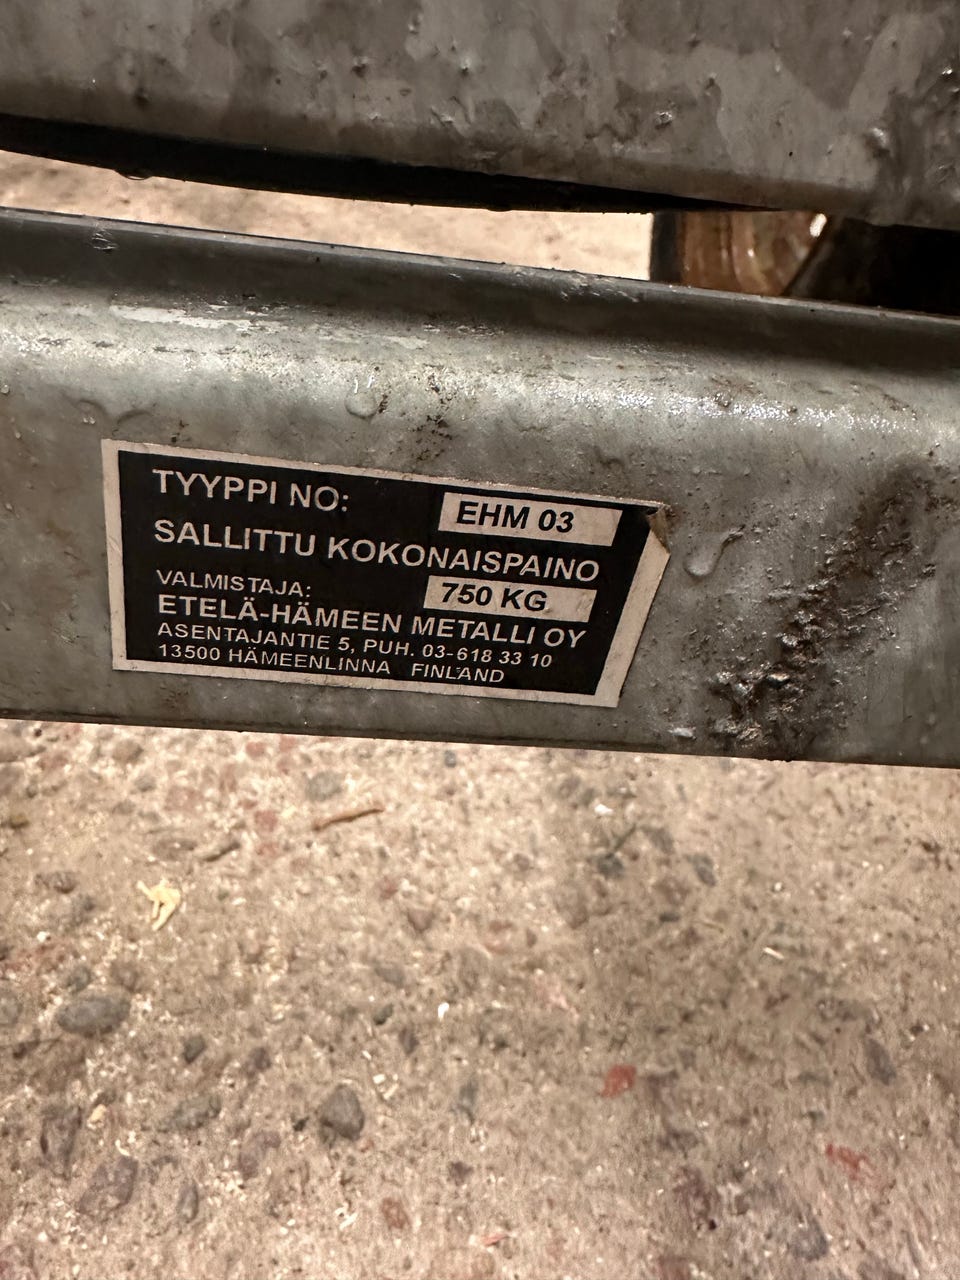 TYYPPI NO: EHM 03
SALLITTU KOKONAISPAINO
750 KG
VALMISTAJA:
ETELÄ-HÄMEEN METALLI OY
ASENTAJANTIE 5, PUH. 03-618 33 10
13500 HÄMEENLINNA FINLAND